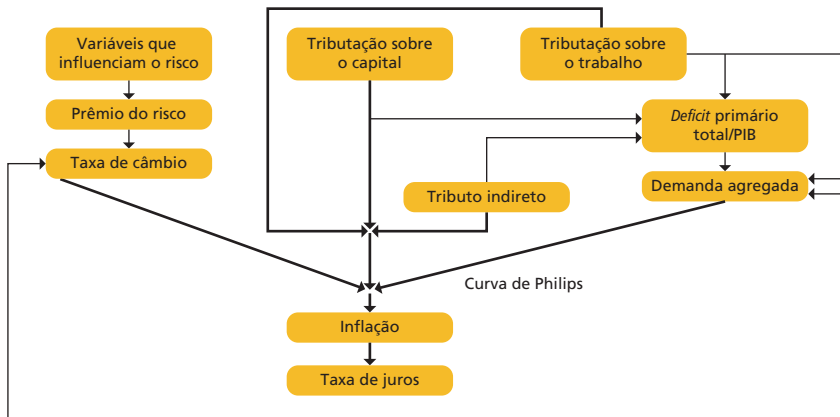 Variáveis que
influenciam o risco
Tributação sobre
o capital
Tributação sobre
o trabalho
Prêmio do risco
Deficit primário
total/PIB
Taxa de câmbio
Tributo indireto
Demanda agregada
Curva de Philips
Inflação
Taxa de juros